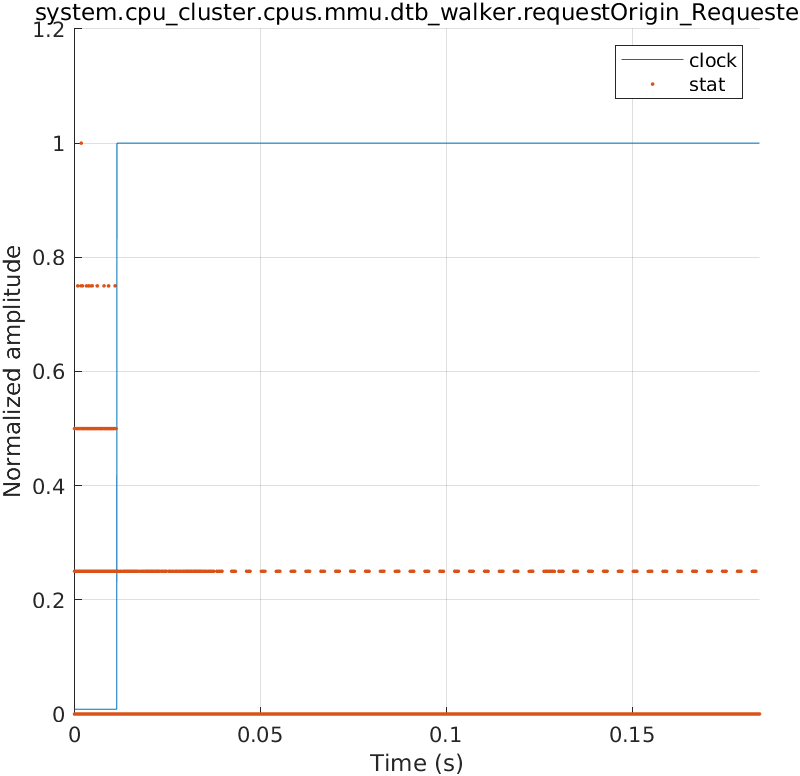 system.cpu_cluster.cpus.mmu.dtb_walker.requestOrigin_Requeste
1.2
1
0.8
0.6
0.4
0.2
0
Normalized amplitude
clock
stat
0
0.05
0.1
0.15
Time (s)